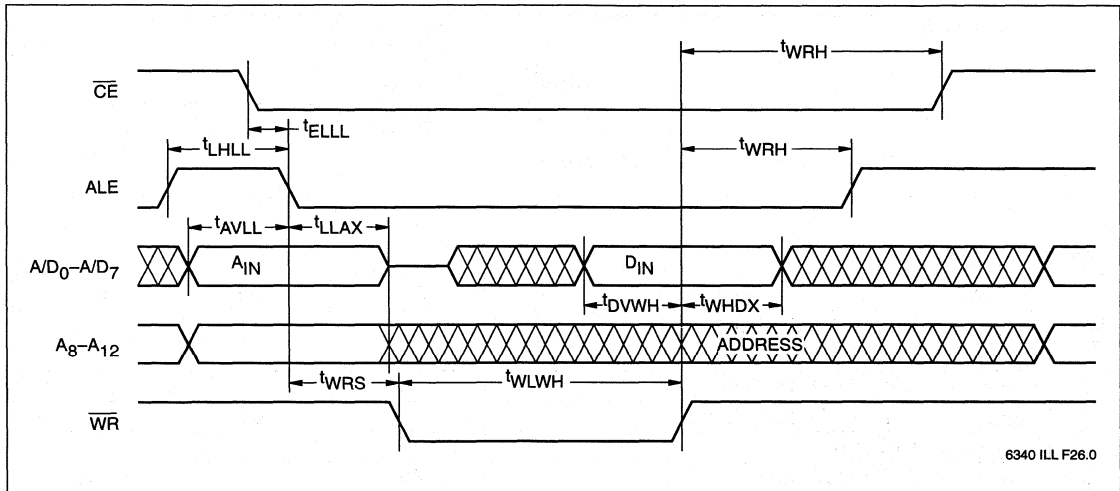 tWRH
CE
tELLL
tLHLL
tWRH
ALE
tAVLL
tLLAX
A/D0–A/D7
AIN
DIN
tDVWH
tWHDX
A8–A12
ADDRESS
tWRS
tWLWH
WR
6340 ILL F26.0